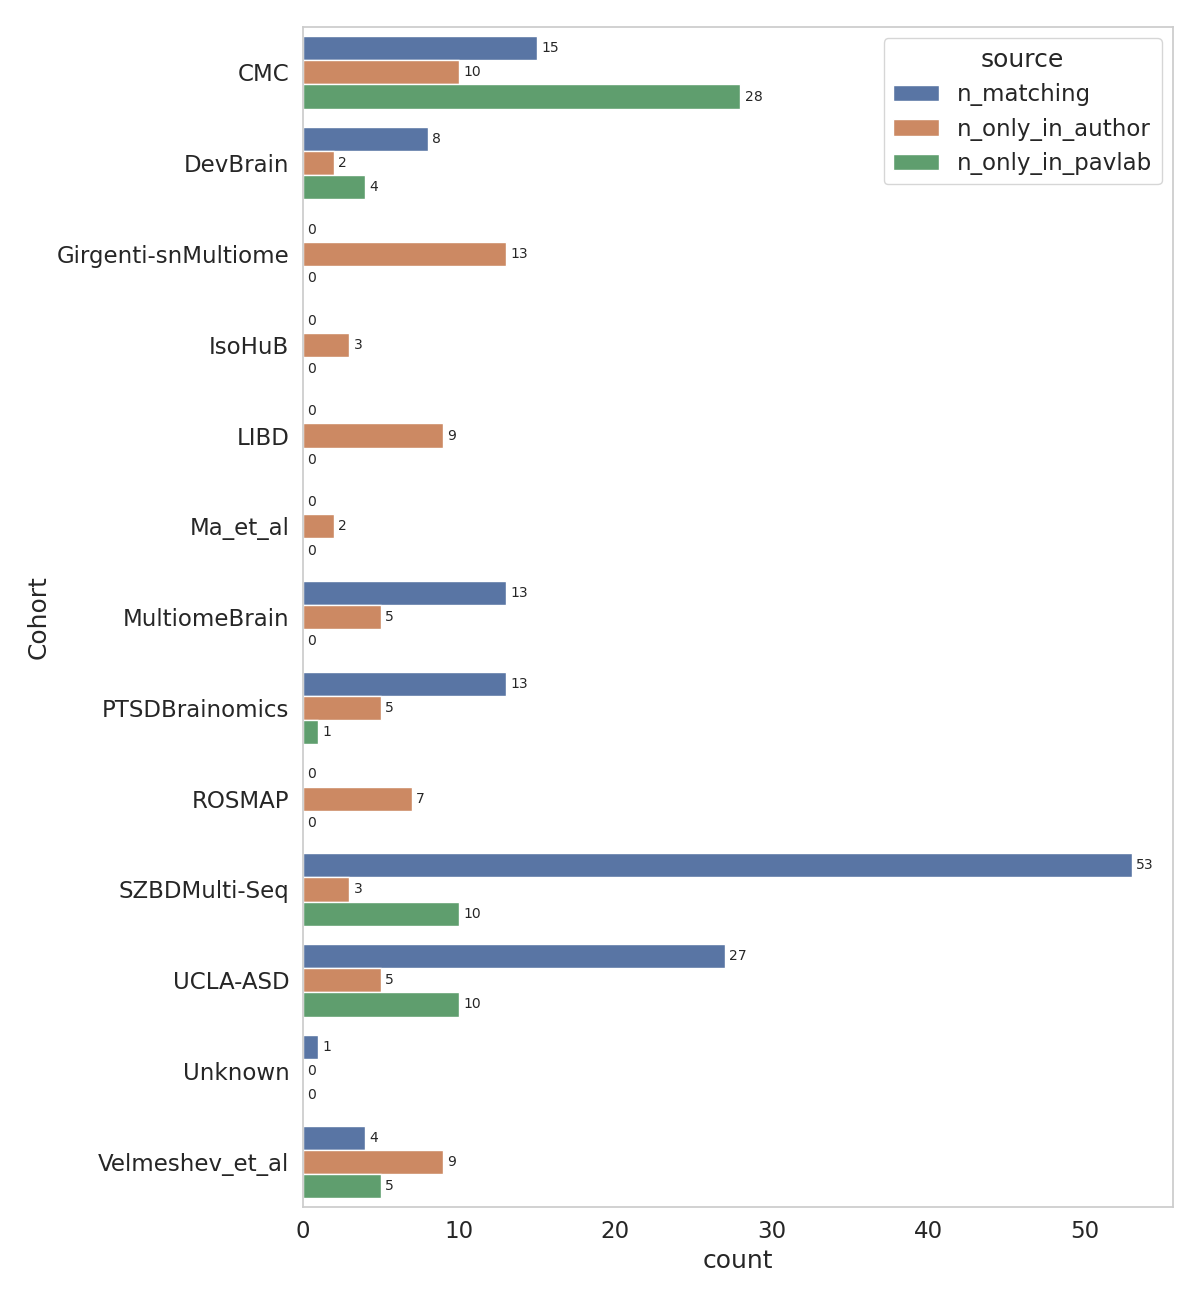 source
n_matching
n_only_in_author
n_only_in_pavlab
CMC
15
10
28
DevBrain
8
2
4
Girgenti-snMultiome
0
13
0
IsoHuB
0
3
0
LIBD
0
9
0
Ma_et_al
0
2
0
MultiomeBrain
13
5
0
PTSDBrainomics
13
5
1
ROSMAP
0
7
0
SZBDMulti-Seq
53
3
10
UCLA-ASD
27
5
10
Unknown
1
0
0
Velmeshev_et_al
4
9
5
Cohort
0 10 20 30 40 50
count